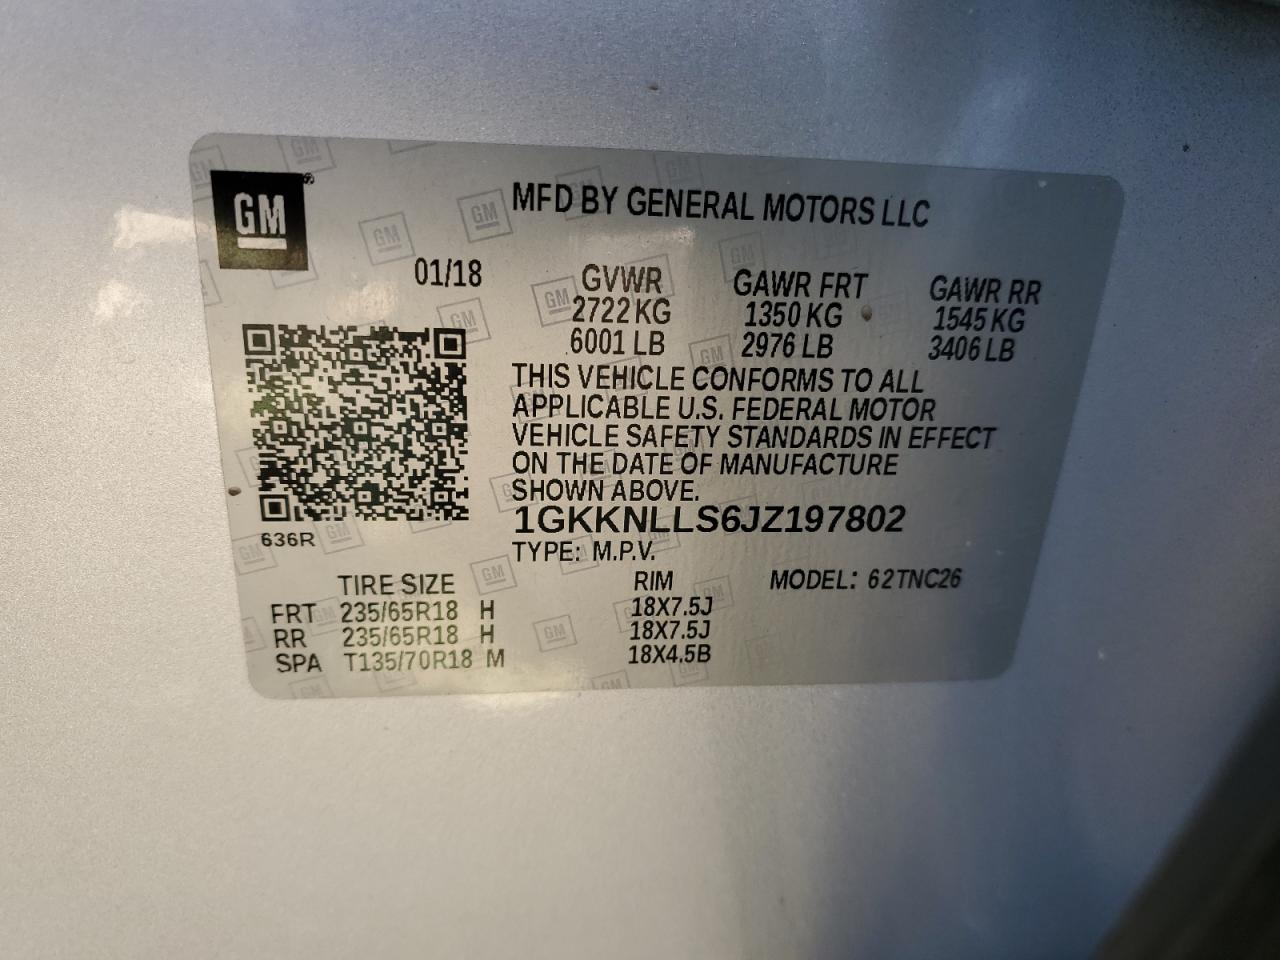 GM
MFD BY GENERAL MOTORS LLC
01/18
GVWR GAWR FRT GAWR RR
2722 KG 1350 KG 1545 KG
6001 LB 2976 LB 3406 LB
THIS VEHICLE CONFORMS TO ALL
APPLICABLE U.S. FEDERAL MOTOR
VEHICLE SAFETY STANDARDS IN EFFECT
ON THE DATE OF MANUFACTURE
SHOWN ABOVE.
1GKKNLLS6JZ197802
636R
TYPE: M.P.V.
TIRE SIZE RIM MODEL: 62TNC26
FRT 235/65R18 H 18X7.5J
RR 235/65R18 H 18X7.5J
SPA T135/70R18 M 18X4.5B